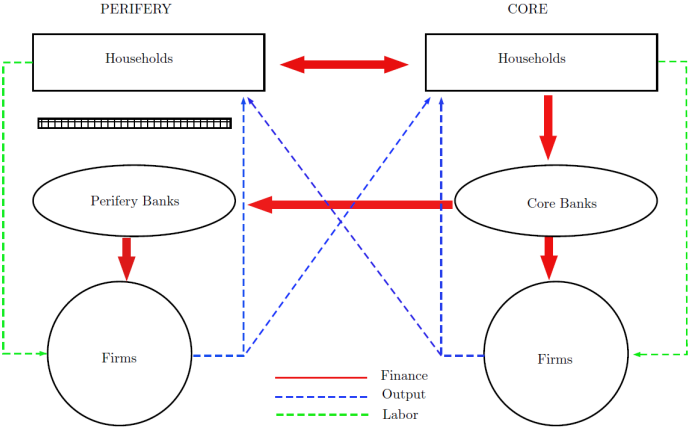 PERIFERY
CORE
Households
Households
Perifery Banks
Core Banks
Firms
Firms
Finance
Output
Labor